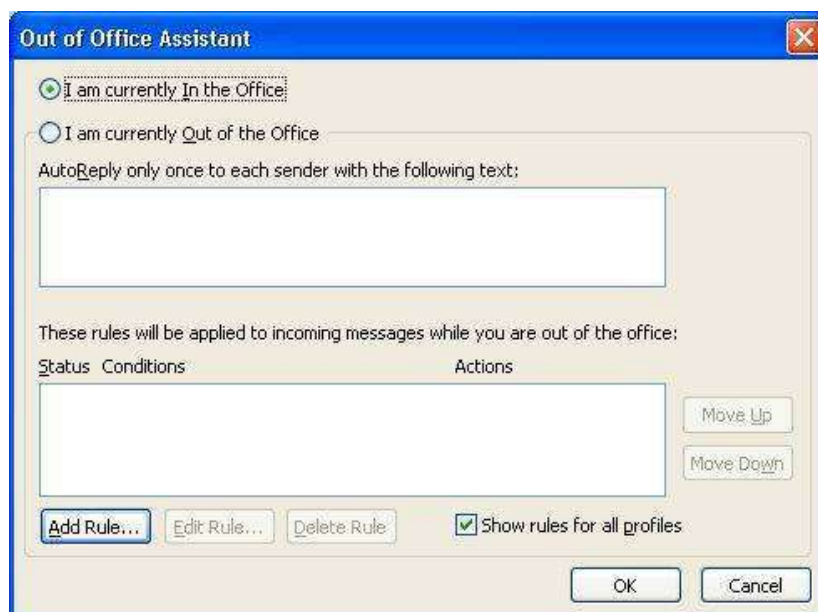 Out of Office Assistant
I am currently In the Office
I am currently Out of the Office
AutoReply only once to each sender with the following text:
These rules will be applied to incoming messages while you are out of the office:
Status Conditions Actions
Move Up
Move Down
Add Rule... Edit Rule... Delete Rule Show rules for all profiles
OK Cancel